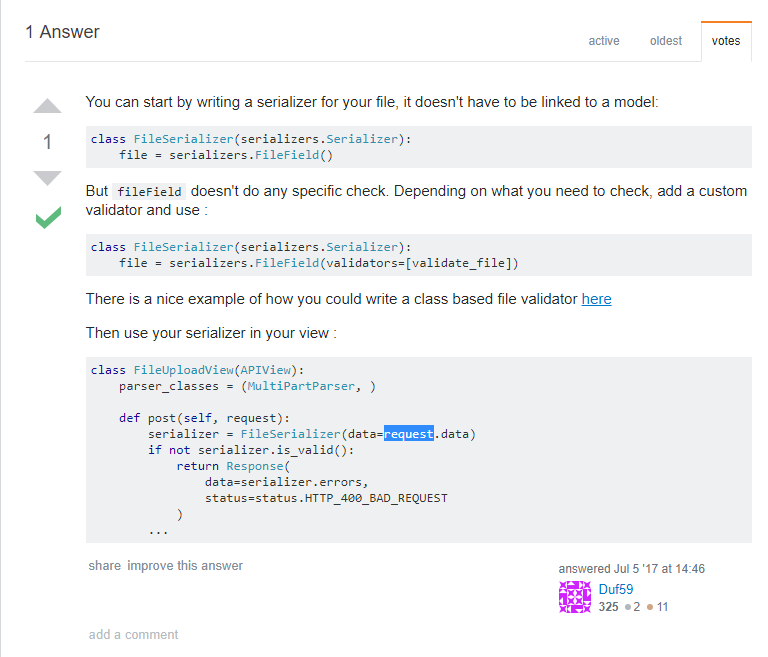 1 Answer
active oldest votes
You can start by writing a serializer for your file, it doesn't have to be linked to a model:
1
class FileSerializer(serializers.Serializer):
    file = serializers.FileField()
But fileField doesn't do any specific check. Depending on what you need to check, add a custom
validator and use :
class FileSerializer(serializers.Serializer):
    file = serializers.FileField(validators=[validate_file])
There is a nice example of how you could write a class based file validator here
Then use your serializer in your view :
class FileUploadView(APIView):
    parser_classes = (MultiPartParser, )
    def post(self, request):
        serializer = FileSerializer(data=request.data)
        if not serializer.is_valid():
            return Response(
                data=serializer.errors,
                status=status.HTTP_400_BAD_REQUEST
            )
        ...
share improve this answer
answered Jul 5 '17 at 14:46
Duf59
325 2 11
add a comment